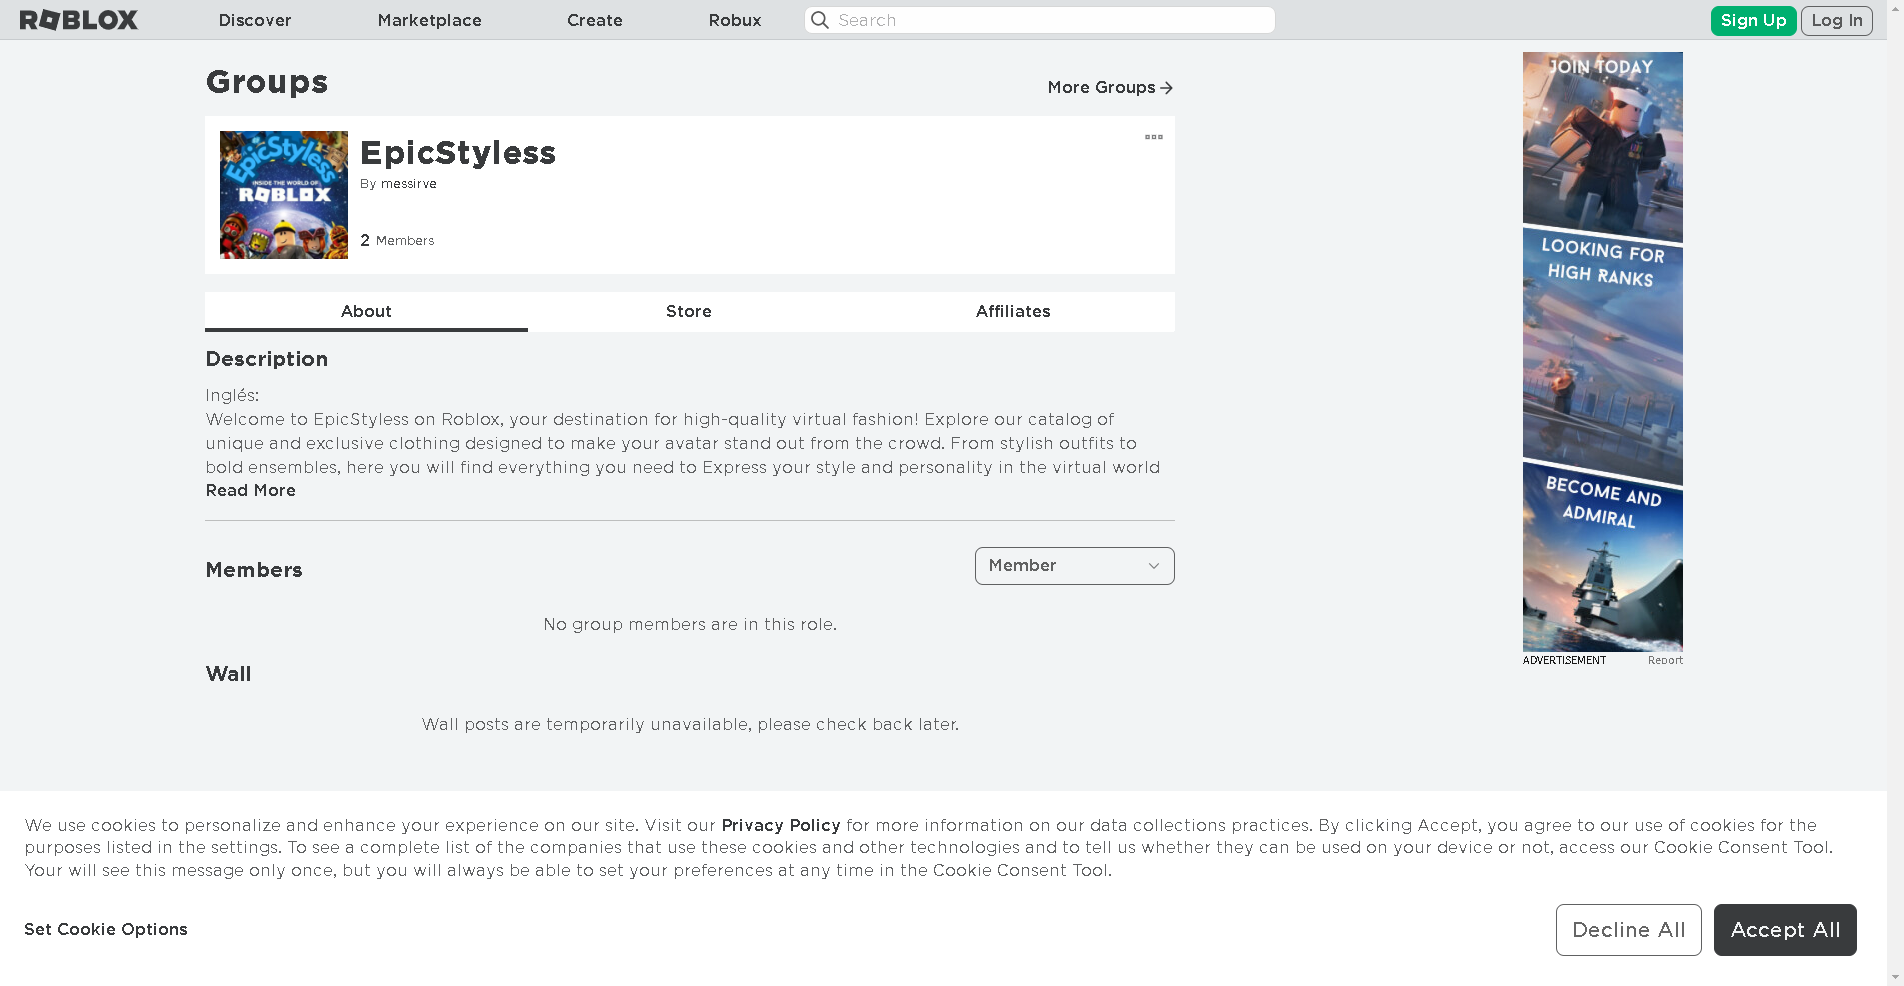 ROBLOX
Discover
Marketplace
Create
Robux
Search
Sign Up
Log In
Groups
More Groups
EpicStyless
INSIDE THE WORLD OF
ROBLOX
EpicStyless
By messirve
2 Members
About
Store
Affiliates
Description
Inglés:
Welcome to EpicStyless on Roblox, your destination for high-quality virtual fashion! Explore our catalog of
unique and exclusive clothing designed to make your avatar stand out from the crowd. From stylish outfits to
bold ensembles, here you will find everything you need to Express your style and personality in the virtual world
Read More
Members
Member
No group members are in this role.
Wall
Wall posts are temporarily unavailable, please check back later.
JOIN TODAY
LOOKING FOR
HIGH RANKS
BECOME AND
ADMIRAL
ADVERTISEMENT
Report
We use cookies to personalize and enhance your experience on our site. Visit our Privacy Policy for more information on our data collections practices. By clicking Accept, you agree to our use of cookies for the
purposes listed in the settings. To see a complete list of the companies that use these cookies and other technologies and to tell us whether they can be used on your device or not, access our Cookie Consent Tool.
Your will see this message only once, but you will always be able to set your preferences at any time in the Cookie Consent Tool.
Set Cookie Options
Decline All
Accept All